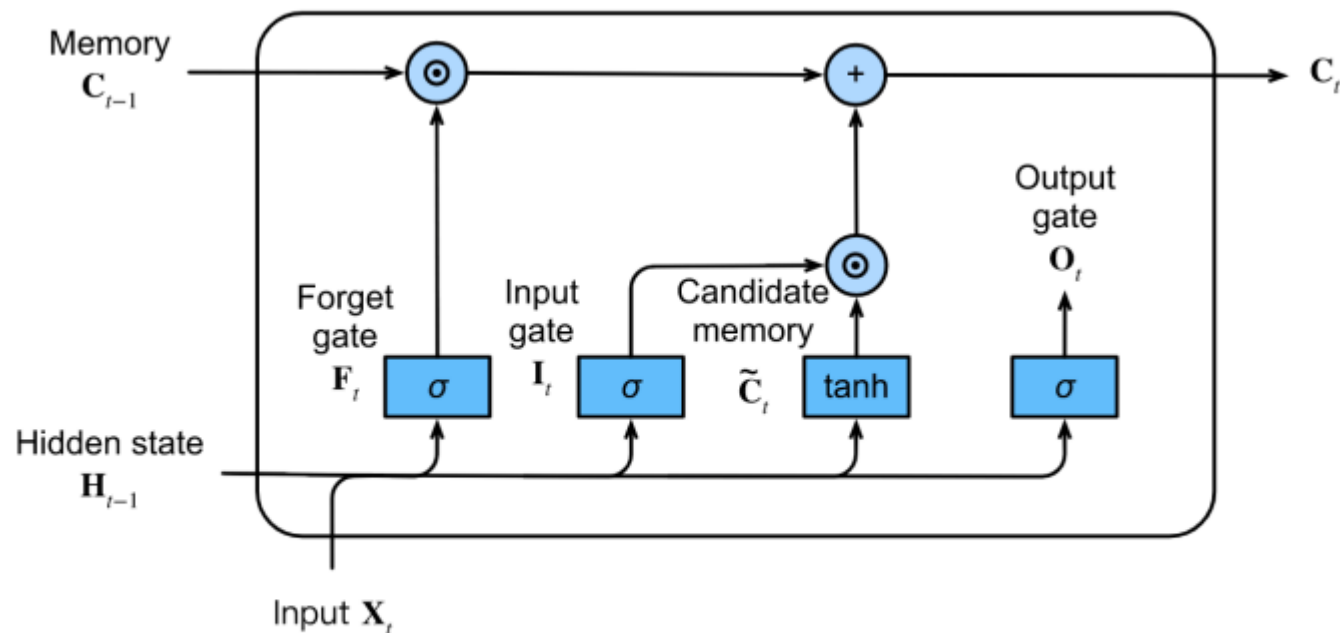 Memory
C_{t−1}
⊙
+
C_t
Output
gate
O_t
⊙
Forget
gate
F_t
Input
gate
I_t
Candidate
memory
C̃_t
σ
σ
tanh
σ
Hidden state
H_{t−1}
Input X_t